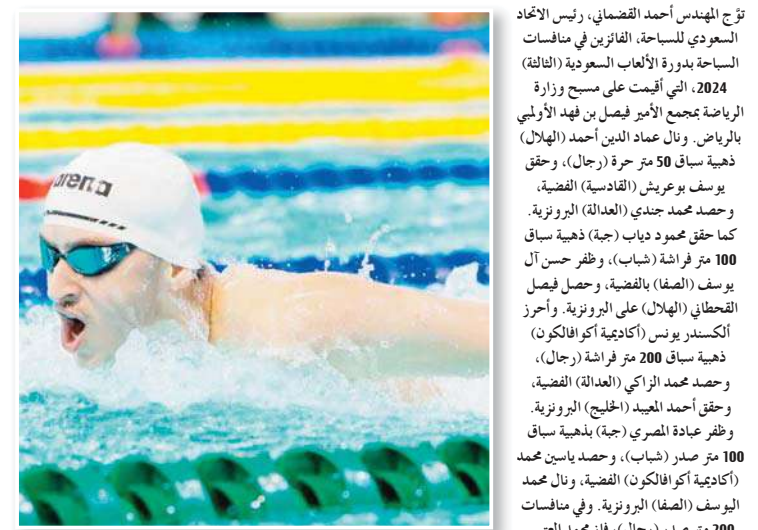 توَّج المهندس أحمد القضماني، رئيس الاتحاد
السعودي للسباحة، الفائزين في منافسات
السباحة بدورة الألعاب السعودية (الثالثة)
2024، التي أقيمت على مسبح وزارة
الرياضة بمجمع الأمير فيصل بن فهد الأولمبي
بالرياض. ونال عماد الدين أحمد (الهلال)
ذهبية سباق 50 متر حرة (رجال)، وحقق
يوسف بوعريش (القادسية) الفضية،
وحصد محمد جندي (العدالة) البرونزية.
كما حقق محمود دياب (جبة) ذهبية سباق
100 متر فراشة (شباب)، وظفر حسن آل
يوسف (الصفا) بالفضية، وحصل فيصل
القحطاني (الهلال) على البرونزية. وأحرز
ألكسندر يونس (أكاديمية أكوافالكون)
ذهبية سباق 200 متر فراشة (رجال)،
وحصد محمد الزاكي (العدالة) الفضية،
وحقق أحمد المعيبد (الخليج) البرونزية.
وظفر عبادة المصري (جبة) بذهبية سباق
100 متر صدر (شباب)، وحصد ياسين محمد
(أكاديمية أكوافالكون) الفضية، ونال محمد
اليوسف (الصفا) البرونزية. وفي منافسات
arena